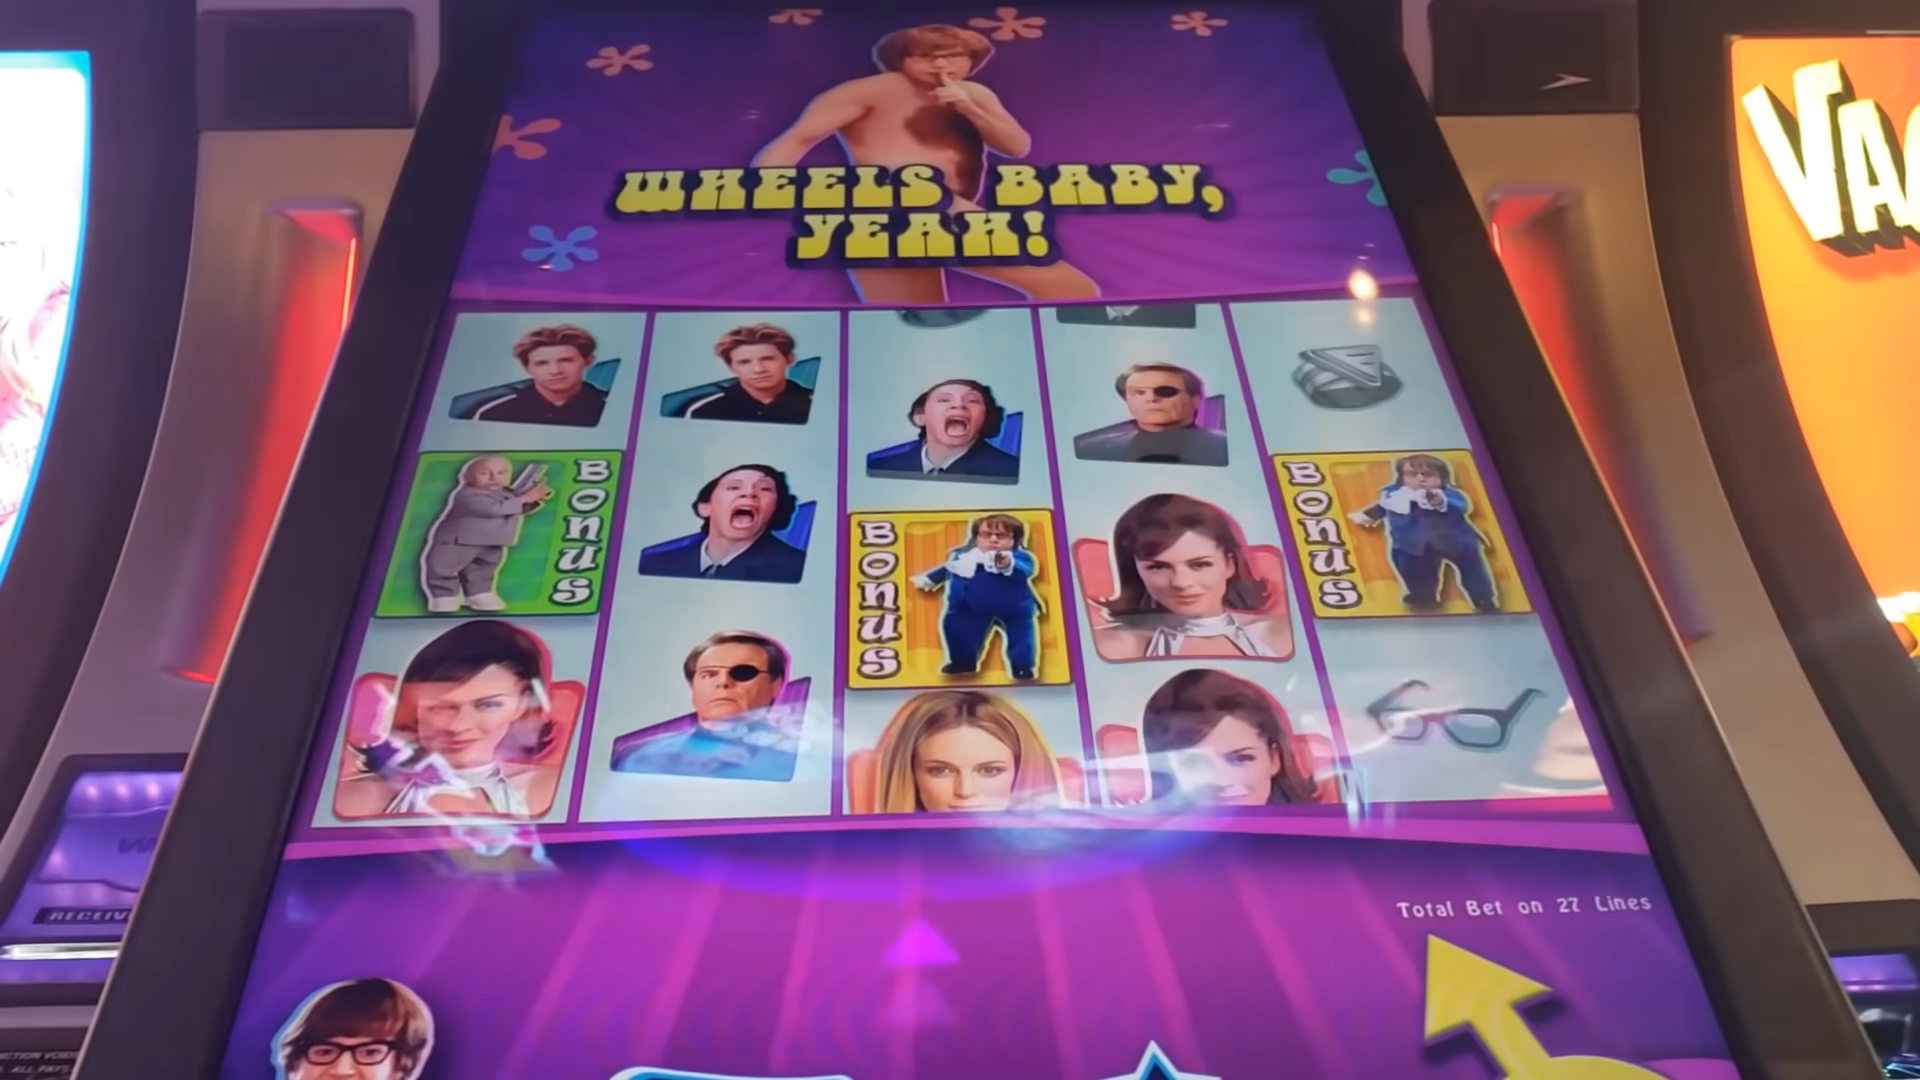 WHEELS BABY,
YEAH!
BONUS
BONUS
BONUS
Total Bet on 27 Lines